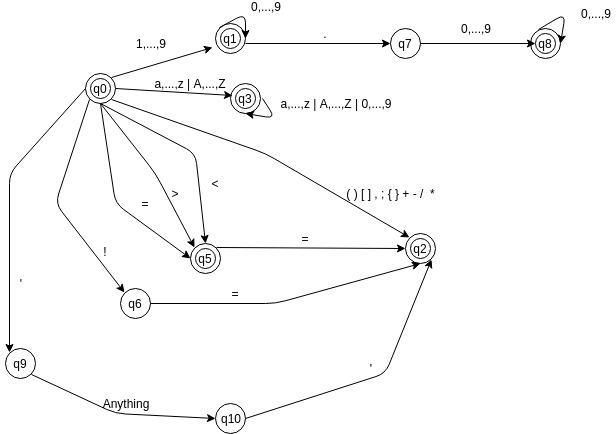 0,...,9
0,...,9
q1
.
q7
0,...,9
q8
1,...,9
q0
a,...,z | A,...,Z
q3
a,...,z | A,...,Z | 0,...,9
=
>
<
( ) [ ] , ; { } + - / *
!
q5
=
q2
'
q6
=
q9
Anything
q10
'